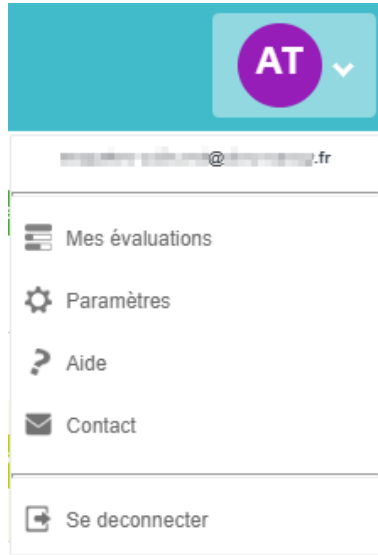 AT
@ .fr
Mes évaluations
Paramètres
Aide
Contact
Se deconnecter